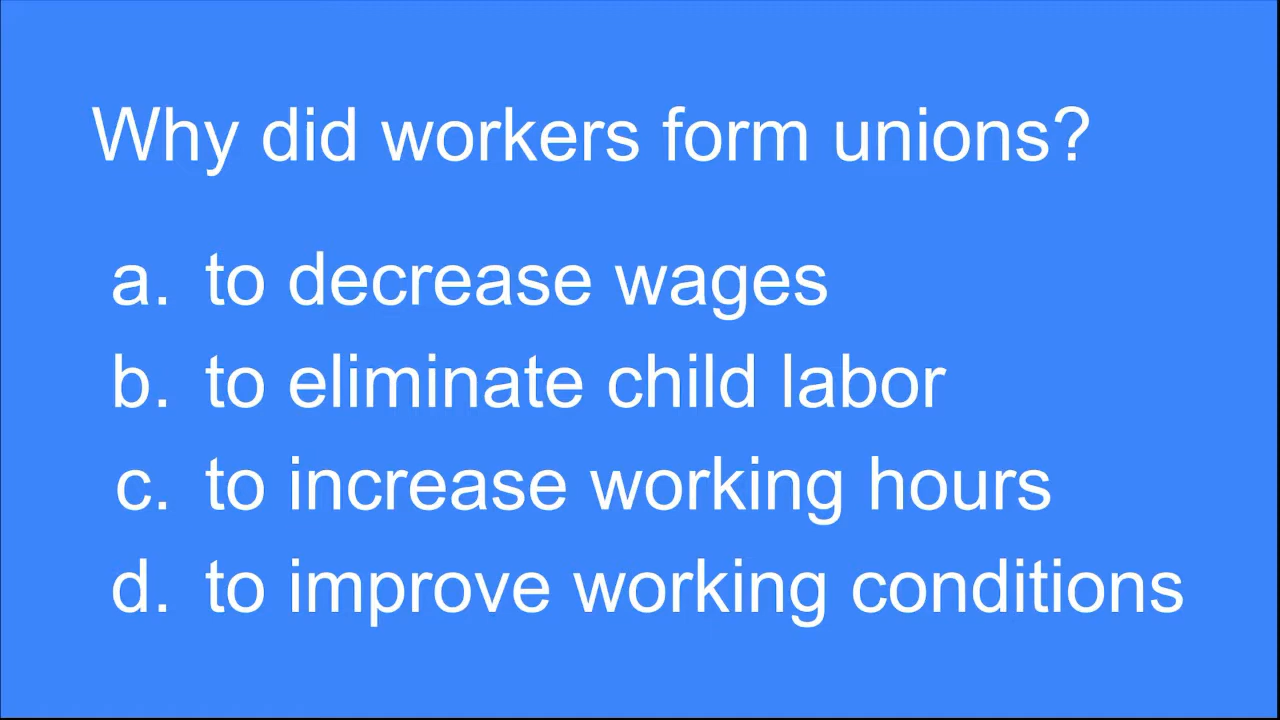 Why did workers form unions?
a. to decrease wages
b. to eliminate child labor
c. to increase working hours
d. to improve working conditions